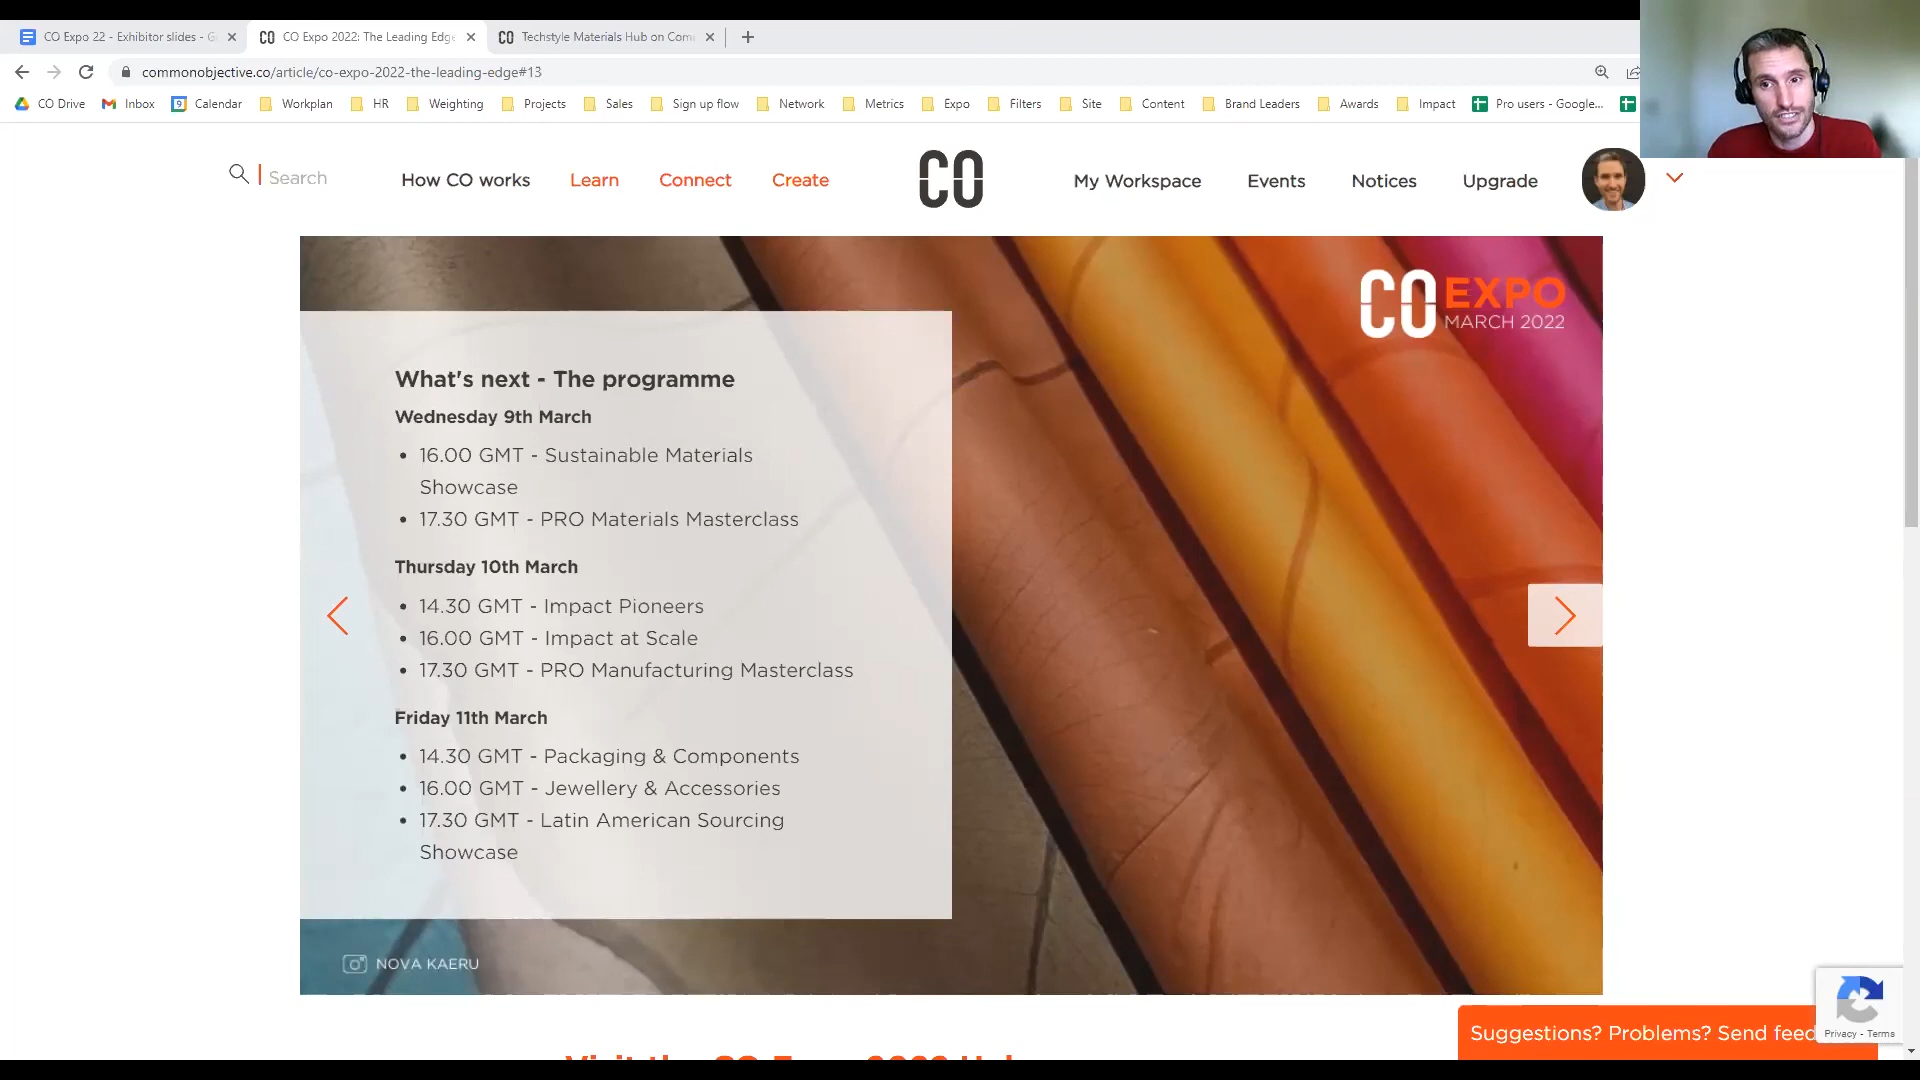 CO Expo 22 - Exhibitor slides - G
CO Expo 2022: The Leading Edge
Techstyle Materials Hub on Com
commonobjective.co/article/co-expo-2022-the-leading-edge#13
CO Drive
Inbox
Calendar
Workplan
HR
Weighting
Projects
Sales
Sign up flow
Network
Metrics
Expo
Filters
Site
Content
Brand Leaders
Awards
Impact
Pro users - Google...
Search
How CO works
Learn
Connect
Create
CO
My Workspace
Events
Notices
Upgrade
CO EXPO
MARCH 2022
What's next - The programme
Wednesday 9th March
• 16.00 GMT - Sustainable Materials
Showcase
• 17.30 GMT - PRO Materials Masterclass
Thursday 10th March
• 14.30 GMT - Impact Pioneers
• 16.00 GMT - Impact at Scale
• 17.30 GMT - PRO Manufacturing Masterclass
Friday 11th March
• 14.30 GMT - Packaging & Components
• 16.00 GMT - Jewellery & Accessories
• 17.30 GMT - Latin American Sourcing
Showcase
NOVA KAERU
Suggestions? Problems? Send feed
Privacy - Terms